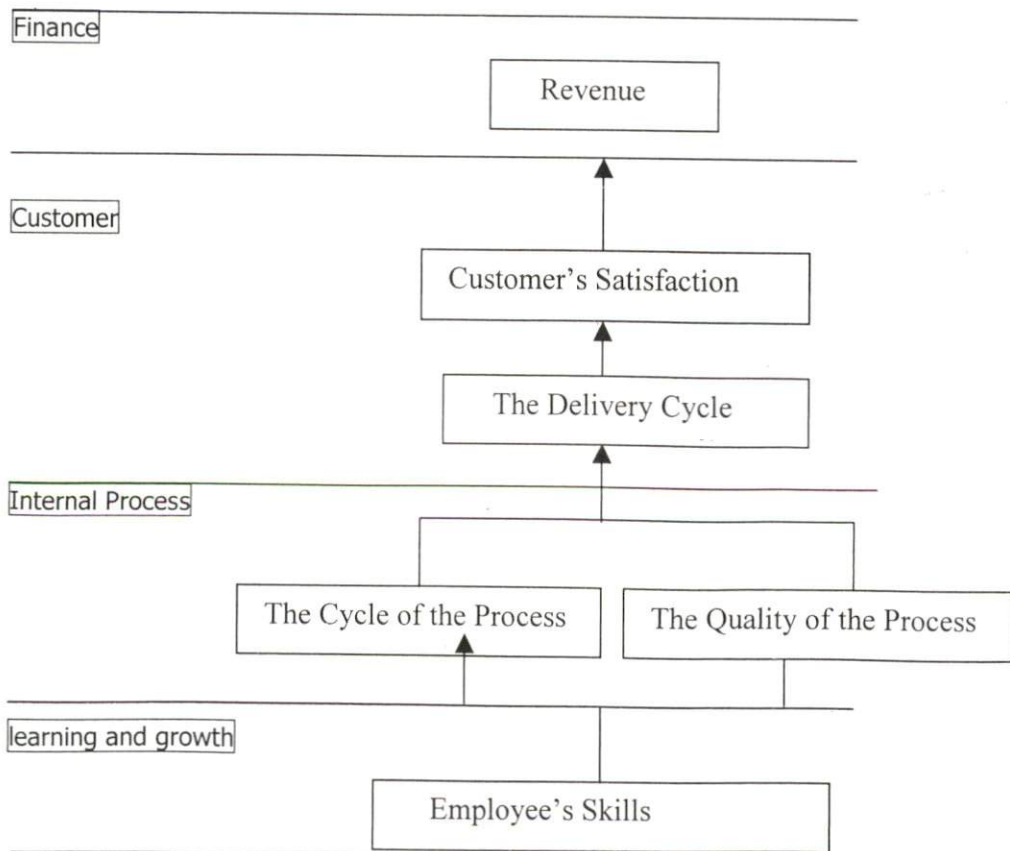 Finance
Revenue
Customer
Customer's Satisfaction
The Delivery Cycle
Internal Process
The Cycle of the Process
The Quality of the Process
learning and growth
Employee's Skills